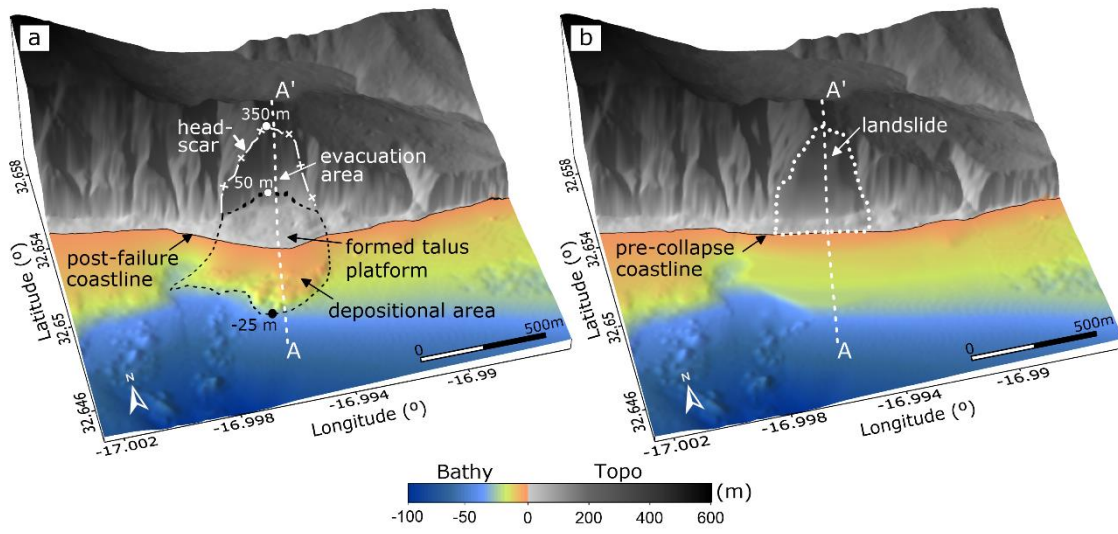 a
A'
350 m
head-
scar
evacuation
area
50 m
post-failure
coastline
formed talus
platform
depositional area
-25 m
A
0
500m
N
32.658
32.654
32.65
32.646
Latitude (º)
-17.002
-16.998
-16.994
-16.99
Longitude (º)
b
A'
landslide
pre-collapse
coastline
A
0
500m
N
32.658
32.654
32.65
32.646
Latitude (º)
-17.002
-16.998
-16.994
-16.99
Longitude (º)
Bathy
Topo
(m)
-100
-50
0
200
400
600